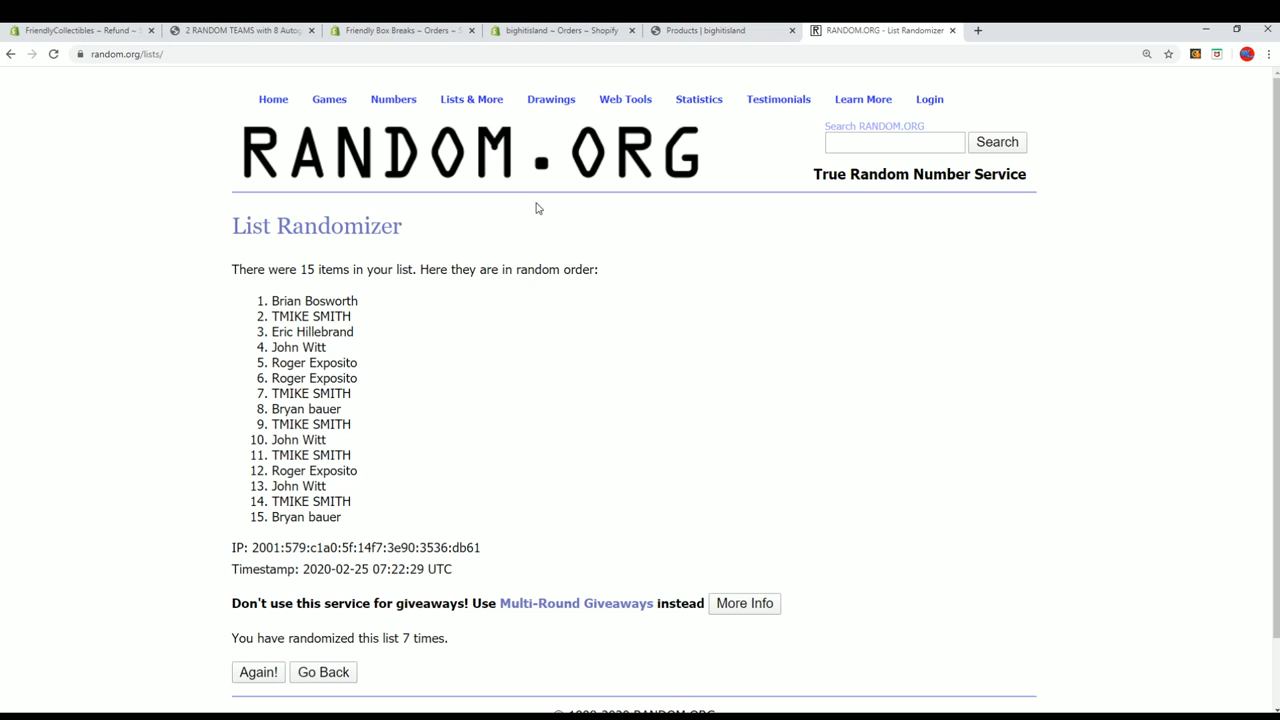 FriendlyCollectibles ~ Refund ~
2 RANDOM TEAMS with 8 Autog
Friendly Box Breaks ~ Orders ~
bighitisland ~ Orders ~ Shopify
Products | bighitisland
RANDOM.ORG - List Randomizer
random.org/lists/
Home Games Numbers Lists & More Drawings Web Tools Statistics Testimonials Learn More Login
RANDOM.ORG
Search RANDOM.ORG
Search
True Random Number Service
List Randomizer
There were 15 items in your list. Here they are in random order:
1. Brian Bosworth
2. TMIKE SMITH
3. Eric Hillebrand
4. John Witt
5. Roger Exposito
6. Roger Exposito
7. TMIKE SMITH
8. Bryan bauer
9. TMIKE SMITH
10. John Witt
11. TMIKE SMITH
12. Roger Exposito
13. John Witt
14. TMIKE SMITH
15. Bryan bauer
IP: 2001:579:c1a0:5f:14f7:3e90:3536:db61
Timestamp: 2020-02-25 07:22:29 UTC
Don't use this service for giveaways! Use Multi-Round Giveaways instead More Info
You have randomized this list 7 times.
Again! Go Back
© 1998-2020 RANDOM.ORG